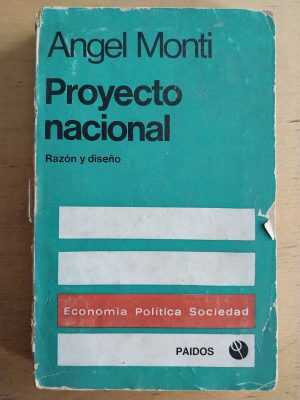 Angel Monti
Proyecto
nacional
Razón y diseño
Economía Política Sociedad
PAIDOS